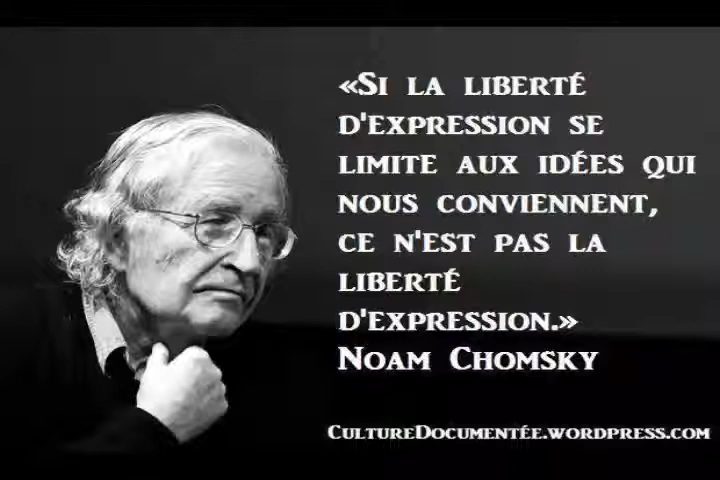 «Si la liberté
d'expression se
limite aux idées qui
nous conviennent,
ce n'est pas la
liberté
d'expression.»
Noam Chomsky
CultureDocumentée.wordpress.com